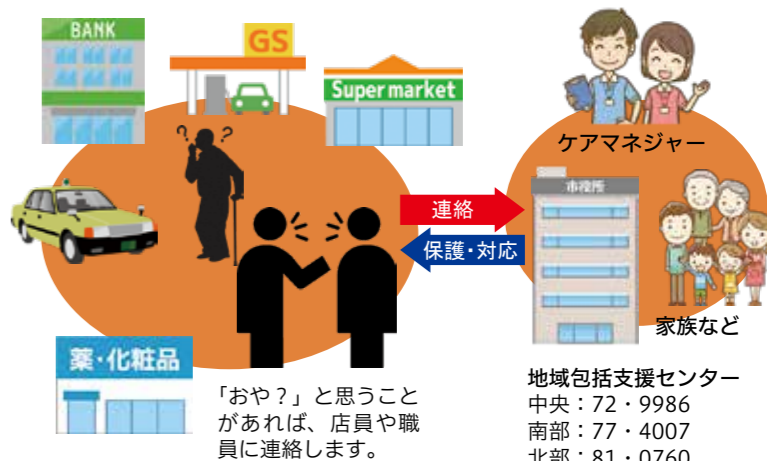 BANK
GS
Super market
? ?
ケアマネジャー
市役所
連絡
保護・対応
家族など
薬・化粧品
「おや？」と思うこと
があれば、店員や職
員に連絡します。
地域包括支援センター
中央：72・9986
南部：77・4007
北部：81・0760